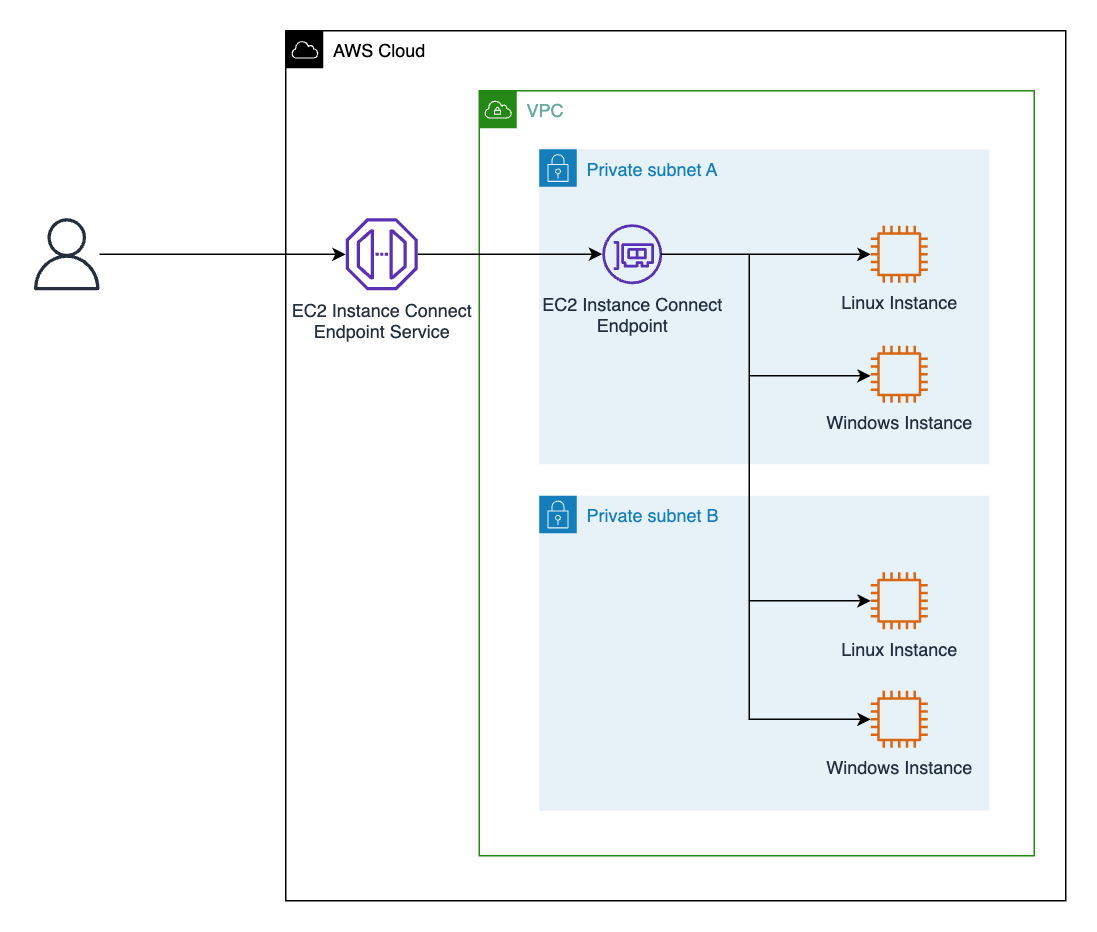 AWS Cloud
VPC
Private subnet A
EC2 Instance Connect
Endpoint Service
EC2 Instance Connect
Endpoint
Linux Instance
Windows Instance
Private subnet B
Linux Instance
Windows Instance